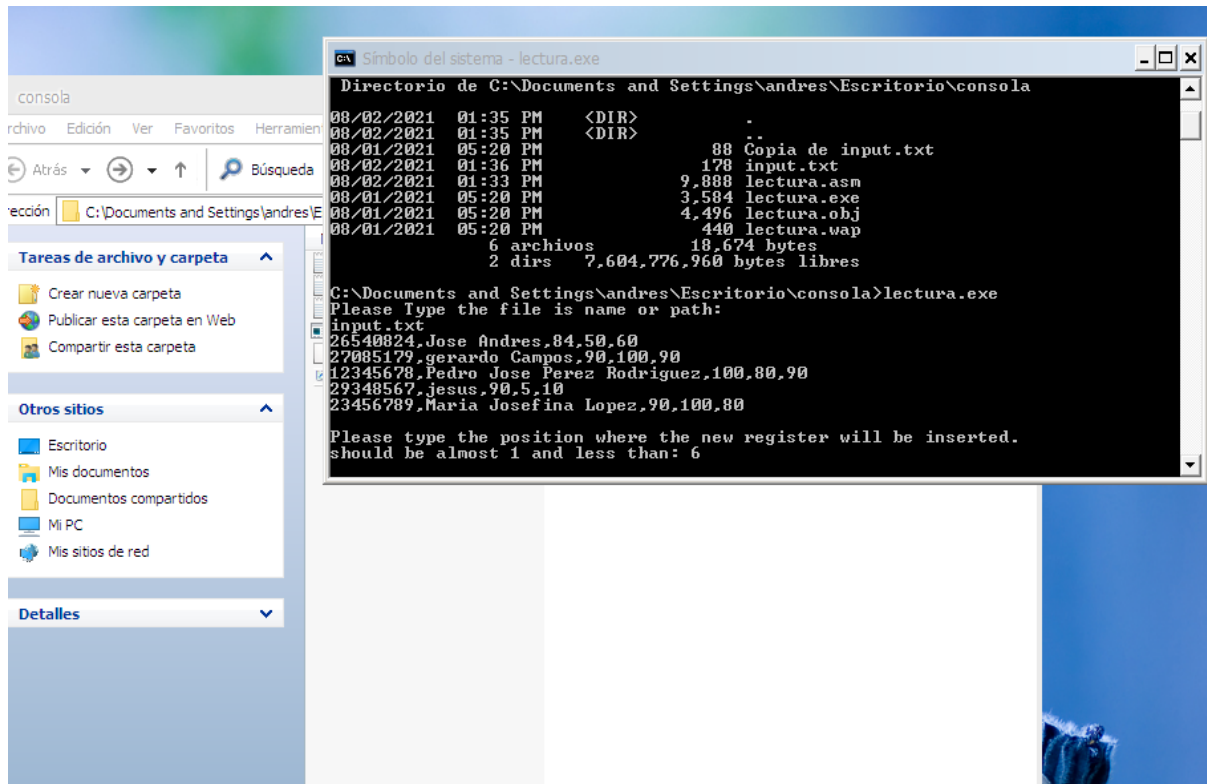 consola
rchivo Edición Ver Favoritos Herramien
Atrás Búsqueda
rección C:\Documents and Settings\andres\E
Tareas de archivo y carpeta
Crear nueva carpeta
Publicar esta carpeta en Web
Compartir esta carpeta
Otros sitios
Escritorio
Mis documentos
Documentos compartidos
Mi PC
Mis sitios de red
Detalles
Símbolo del sistema - lectura.exe
Directorio de C:\Documents and Settings\andres\Escritorio\consola
08/02/2021 01:35 PM <DIR> .
08/02/2021 01:35 PM <DIR> ..
08/01/2021 05:20 PM 88 Copia de input.txt
08/02/2021 01:36 PM 178 input.txt
08/02/2021 01:33 PM 9,888 lectura.asm
08/01/2021 05:20 PM 3,584 lectura.exe
08/01/2021 05:20 PM 4,496 lectura.obj
08/01/2021 05:20 PM 440 lectura.wap
6 archivos 18,674 bytes
2 dirs 7,604,776,960 bytes libres
C:\Documents and Settings\andres\Escritorio\consola>lectura.exe
Please Type the file is name or path:
input.txt
26540824,Jose Andres,84,50,60
27085179,gerardo Campos,90,100,90
12345678,Pedro Jose Perez Rodriguez,100,80,90
29348567,jesus,90,5,10
23456789,Maria Josefina Lopez,90,100,80
Please type the position where the new register will be inserted.
should be almost 1 and less than: 6